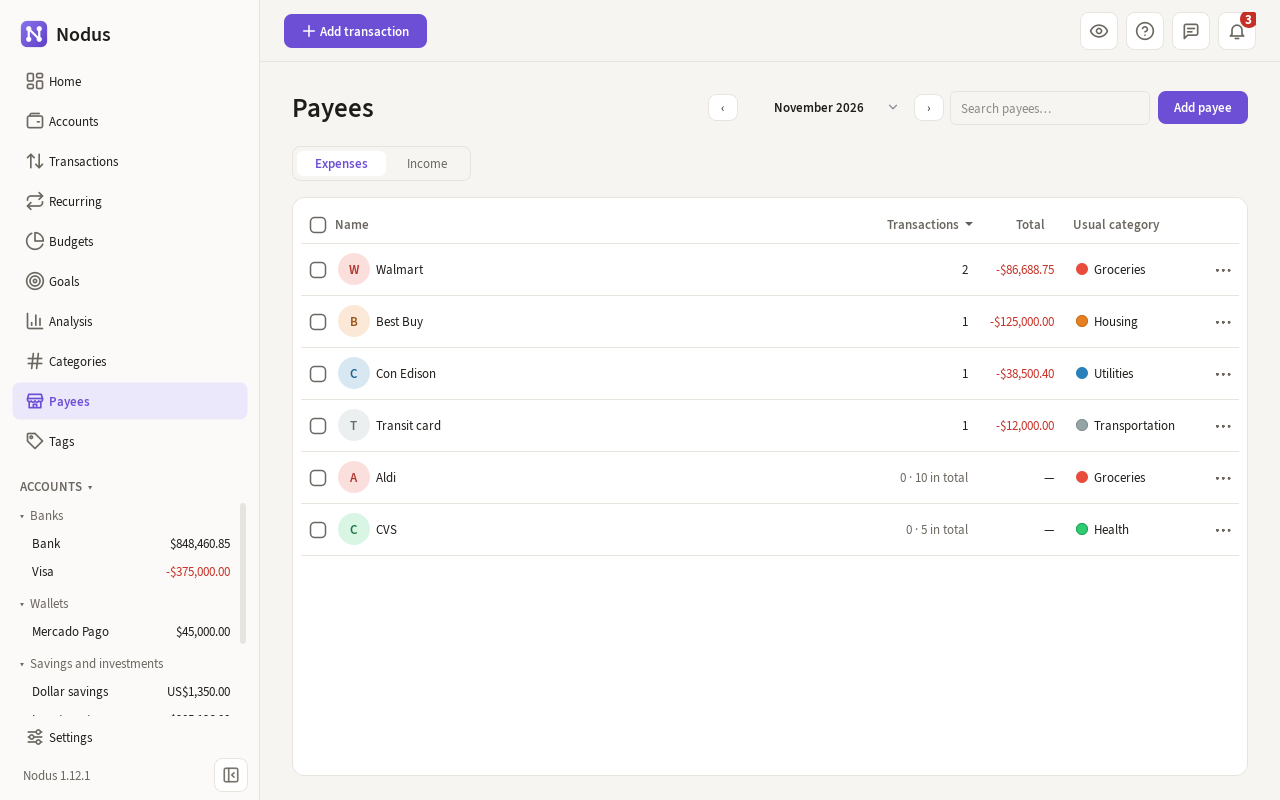 Nodus
Home
Accounts
Transactions
Recurring
Budgets
Goals
Analysis
Categories
Payees
Tags
ACCOUNTS
Banks
Bank $848,460.85
Visa -$375,000.00
Wallets
Mercado Pago $45,000.00
Savings and investments
Dollar savings US$1,350.00
Settings
Nodus 1.12.1
Add transaction
3
Payees
‹ November 2026 ›
Search payees...
Add payee
Expenses Income
Name Transactions Total Usual category
W Walmart 2 -$86,688.75 Groceries
B Best Buy 1 -$125,000.00 Housing
C Con Edison 1 -$38,500.40 Utilities
T Transit card 1 -$12,000.00 Transportation
A Aldi 0 · 10 in total — Groceries
C CVS 0 · 5 in total — Health